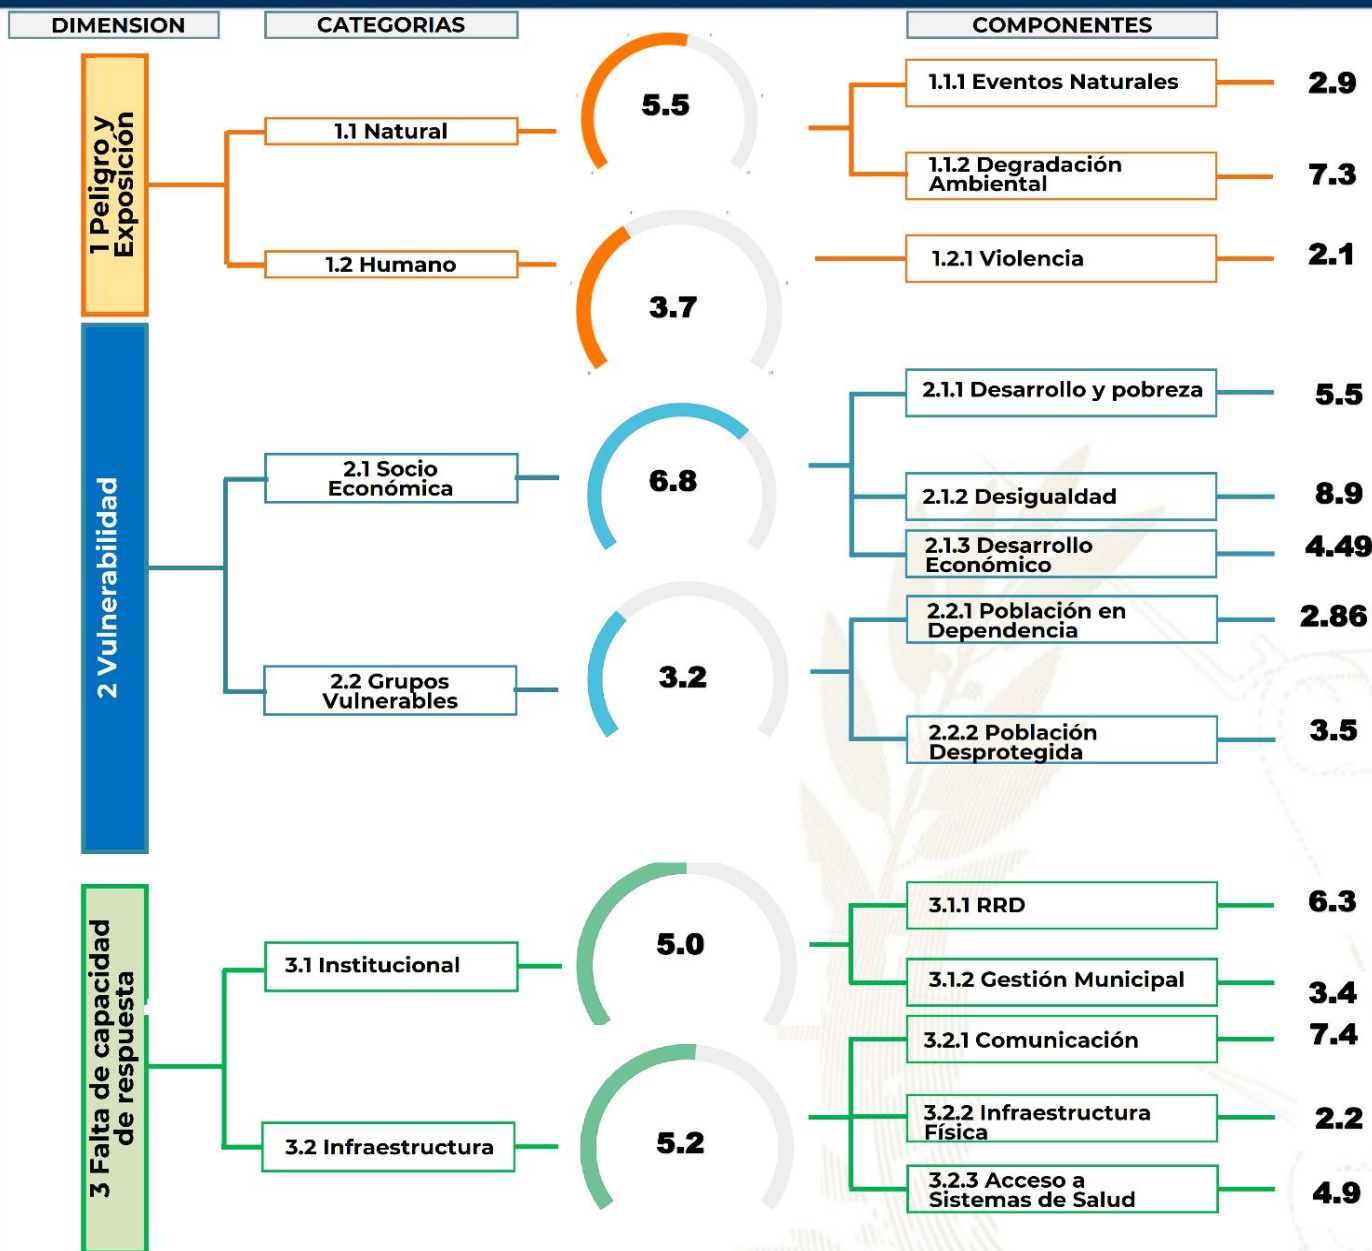 DIMENSION
CATEGORIAS
COMPONENTES
1 Peligro y
Exposición
1.1 Natural
5.5
1.1.1 Eventos Naturales
2.9
1.1.2 Degradación
Ambiental
7.3
1.2 Humano
3.7
1.2.1 Violencia
2.1
2 Vulnerabilidad
2.1 Socio
Económica
6.8
2.1.1 Desarrollo y pobreza
5.5
2.1.2 Desigualdad
8.9
2.1.3 Desarrollo
Económico
4.49
2.2 Grupos
Vulnerables
3.2
2.2.1 Población en
Dependencia
2.86
2.2.2 Población
Desprotegida
3.5
3 Falta de capacidad
de respuesta
3.1 Institucional
5.0
3.1.1 RRD
6.3
3.1.2 Gestión Municipal
3.4
3.2 Infraestructura
5.2
3.2.1 Comunicación
7.4
3.2.2 Infraestructura
Física
2.2
3.2.3 Acceso a
Sistemas de Salud
4.9